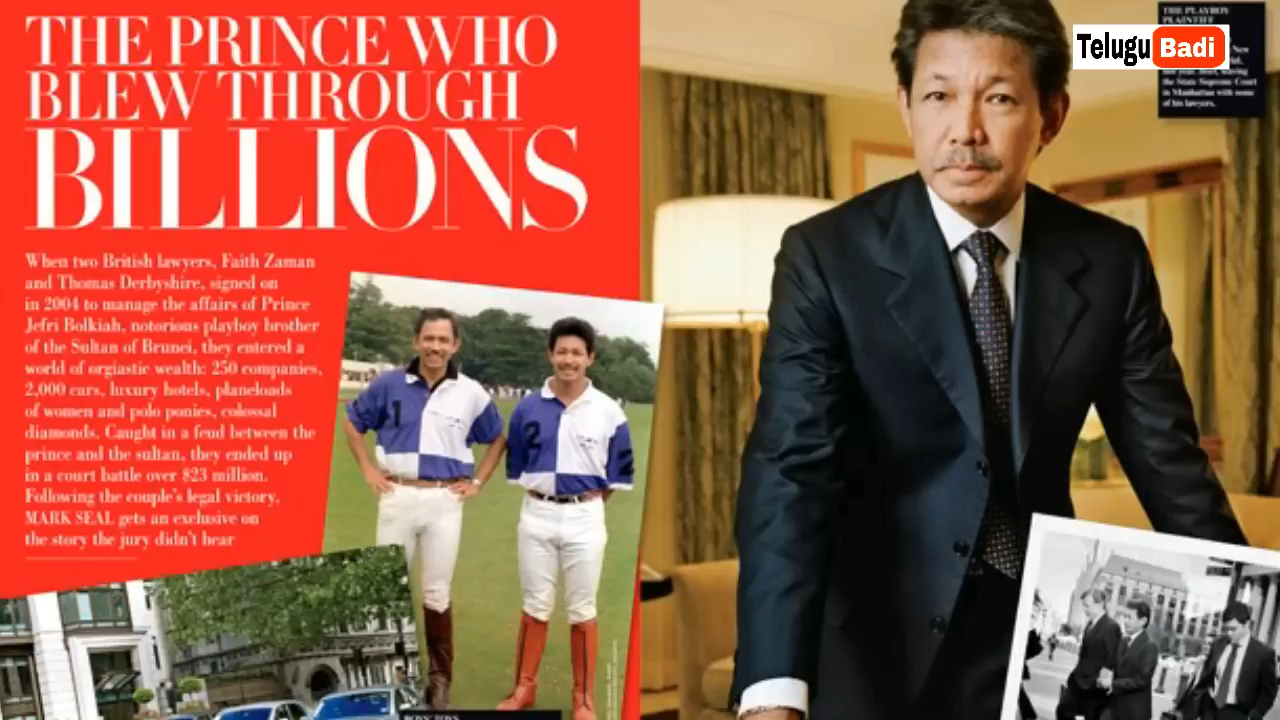 THE PRINCE WHO
BLEW THROUGH
BILLIONS
When two British lawyers, Faith Zaman
and Thomas Derbyshire, signed on
in 2004 to manage the affairs of Prince
Jefri Bolkiah, notorious playboy brother
of the Sultan of Brunei, they entered a
world of orgiastic wealth: 250 companies,
2,000 cars, luxury hotels, planeloads
of women and polo ponies, colossal
diamonds. Caught in a feud between the
prince and the sultan, they ended up
in a court battle over $23 million.
Following the couple's legal victory,
MARK SEAL gets an exclusive on
the story the jury didn't hear
1
2
2
THE PLAYBOY
PLAINTIFF
New
the State Supreme Court
in Manhattan with some
of his lawyers.
Telugu Badi